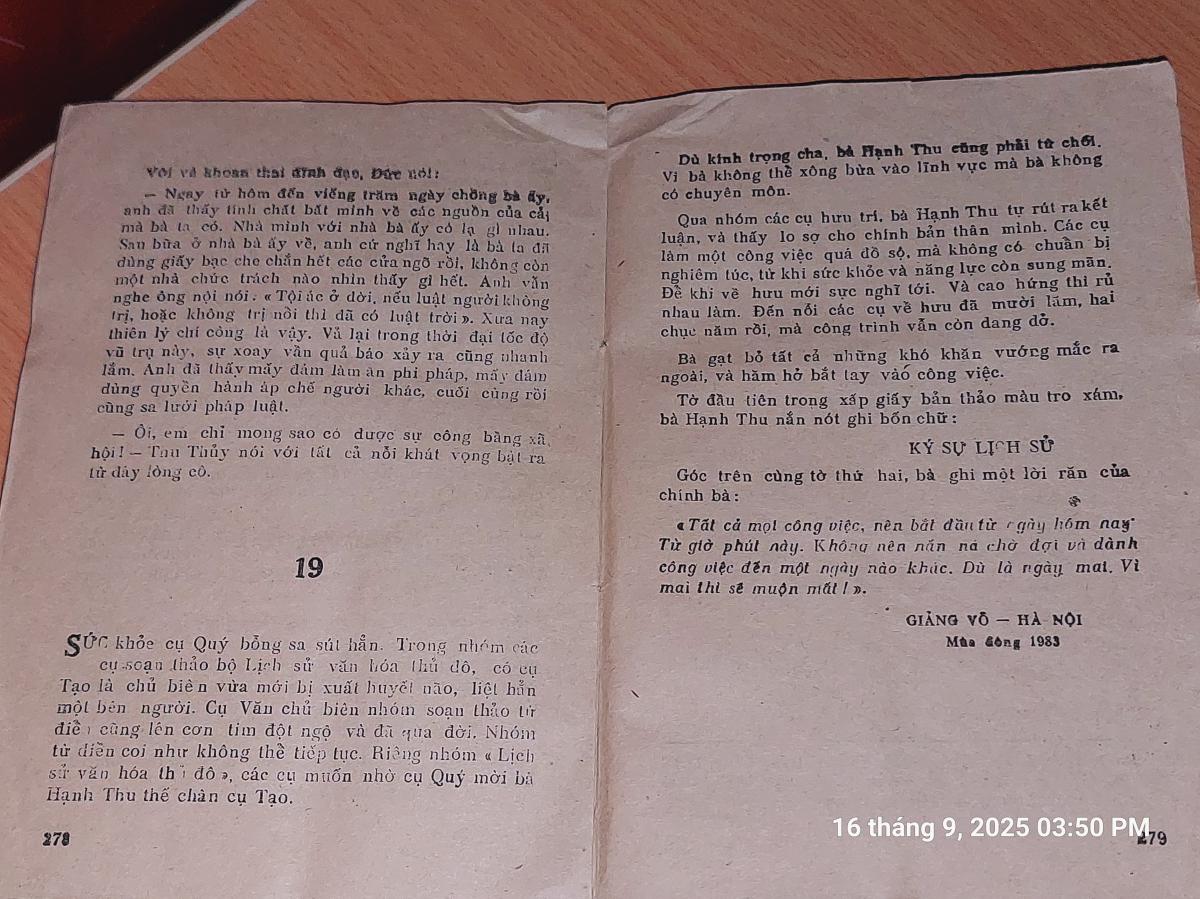 Với vẻ khoan thai đĩnh đạc, Đức nói:
— Ngay từ hôm đến viếng trăm ngày chồng bà ấy,
anh đã thấy tính chất bất minh về các nguồn của cải
mà bà ta có. Nhà mình với nhà bà ấy có lạ gì nhau.
Sau bữa ở nhà bà ấy về, anh cứ nghĩ hay là bà ta đã
dùng giấy bạc che chắn hết các cửa ngõ rồi, không còn
một nhà chức trách nào nhìn thấy gì hết. Anh vẫn
nghe ông nội nói: « Tội ác ở đời, nếu luật người không
trị, hoặc không trị nổi thì đã có luật trời ». Xưa nay
thiên lý chí công là vậy. Vả lại trong thời đại tốc độ
vũ trụ này, sự xoay vần quả báo xảy ra cũng nhanh
lắm. Anh đã thấy mấy đám làm ăn phi pháp, mấy đám
dùng quyền hành áp chế người khác, cuối cùng rồi
cũng sa lưới pháp luật.
— Ôi, em chỉ mong sao có được sự công bằng xã
hội! — Thu Thủy nói với tất cả nỗi khát vọng bật ra
từ đáy lòng cô.
19
SỨC khỏe cụ Quý bỗng sa sút hẳn. Trong nhóm các
cụ soạn thảo bộ Lịch sử văn hóa thủ đô, có cụ
Tạo là chủ biên vừa mới bị xuất huyết não, liệt hẳn
một bên người. Cụ Văn chủ biên nhóm soạn thảo từ
điển cũng lên cơn tim đột ngộ và đã qua đời. Nhóm
từ điển coi như không thể tiếp tục. Riêng nhóm « Lịch
sử văn hóa thủ đô », các cụ muốn nhờ cụ Quý mời bà
Hạnh Thu thế chân cụ Tạo.
278
Dù kính trọng cha, bà Hạnh Thu cũng phải từ chối.
Vì bà không thể xông bừa vào lĩnh vực mà bà không
có chuyên môn.
Qua nhóm các cụ hưu trí, bà Hạnh Thu tự rút ra kết
luận, và thấy lo sợ cho chính bản thân mình. Các cụ
làm một công việc quá đồ sộ, mà không có chuẩn bị
nghiêm túc, từ khi sức khỏe và năng lực còn sung mãn.
Để khi về hưu mới sực nghĩ tới. Và cao hứng thi rủ
nhau làm. Đến nỗi các cụ về hưu đã mười lăm, hai
chục năm rồi, mà công trình vẫn còn dang dở.
Bà gạt bỏ tất cả những khó khăn vướng mắc ra
ngoài, và hăm hở bắt tay vào công việc.
Tờ đầu tiên trong xấp giấy bản thảo màu tro xám,
bà Hạnh Thu nắn nót ghi bốn chữ:
KÝ SỰ LỊCH SỬ
Góc trên cùng tờ thứ hai, bà ghi một lời răn của
chính bà:
« Tất cả mọi công việc, nên bắt đầu từ ngày hôm nay
Từ giờ phút này. Không nên nấn ná chờ đợi và dành
công việc đến một ngày nào khác. Dù là ngày mai. Vì
mai thì sẽ muộn mất! ».
GIẢNG VÕ — HÀ NỘI
Mùa đông 1983
279
16 tháng 9, 2025 03:50 PM